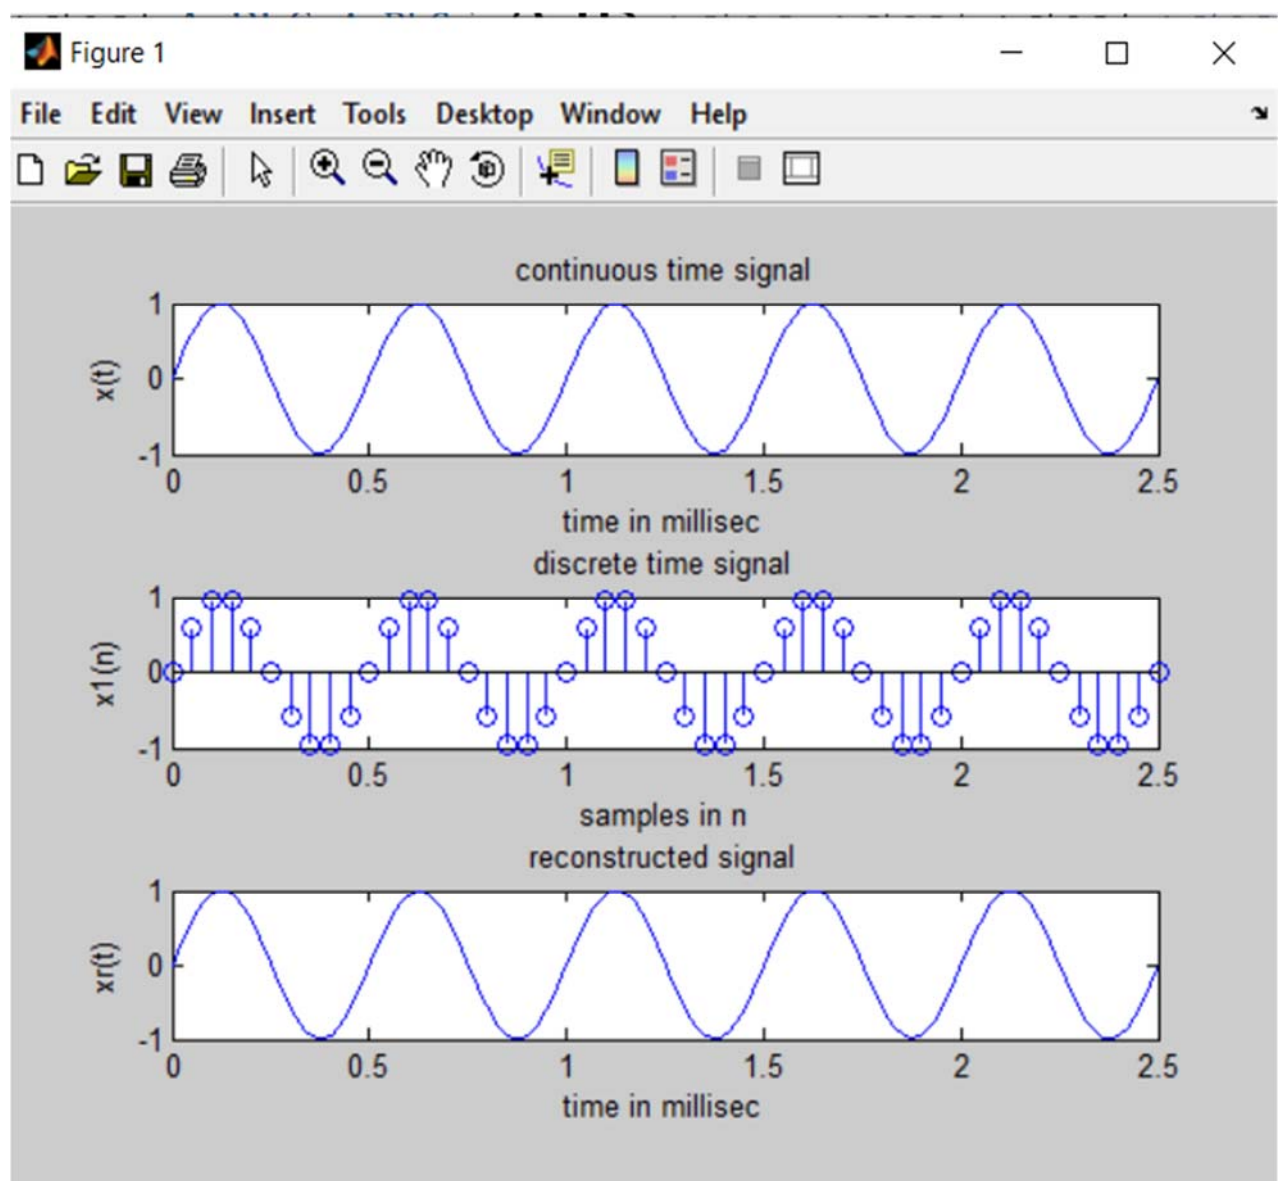 Figure 1
File Edit View Insert Tools Desktop Window Help
continuous time signal
1
0
-1
x(t)
0 0.5 1 1.5 2 2.5
time in millisec
discrete time signal
1
0
-1
x1(n)
0 0.5 1 1.5 2 2.5
samples in n
reconstructed signal
1
0
-1
xr(t)
0 0.5 1 1.5 2 2.5
time in millisec